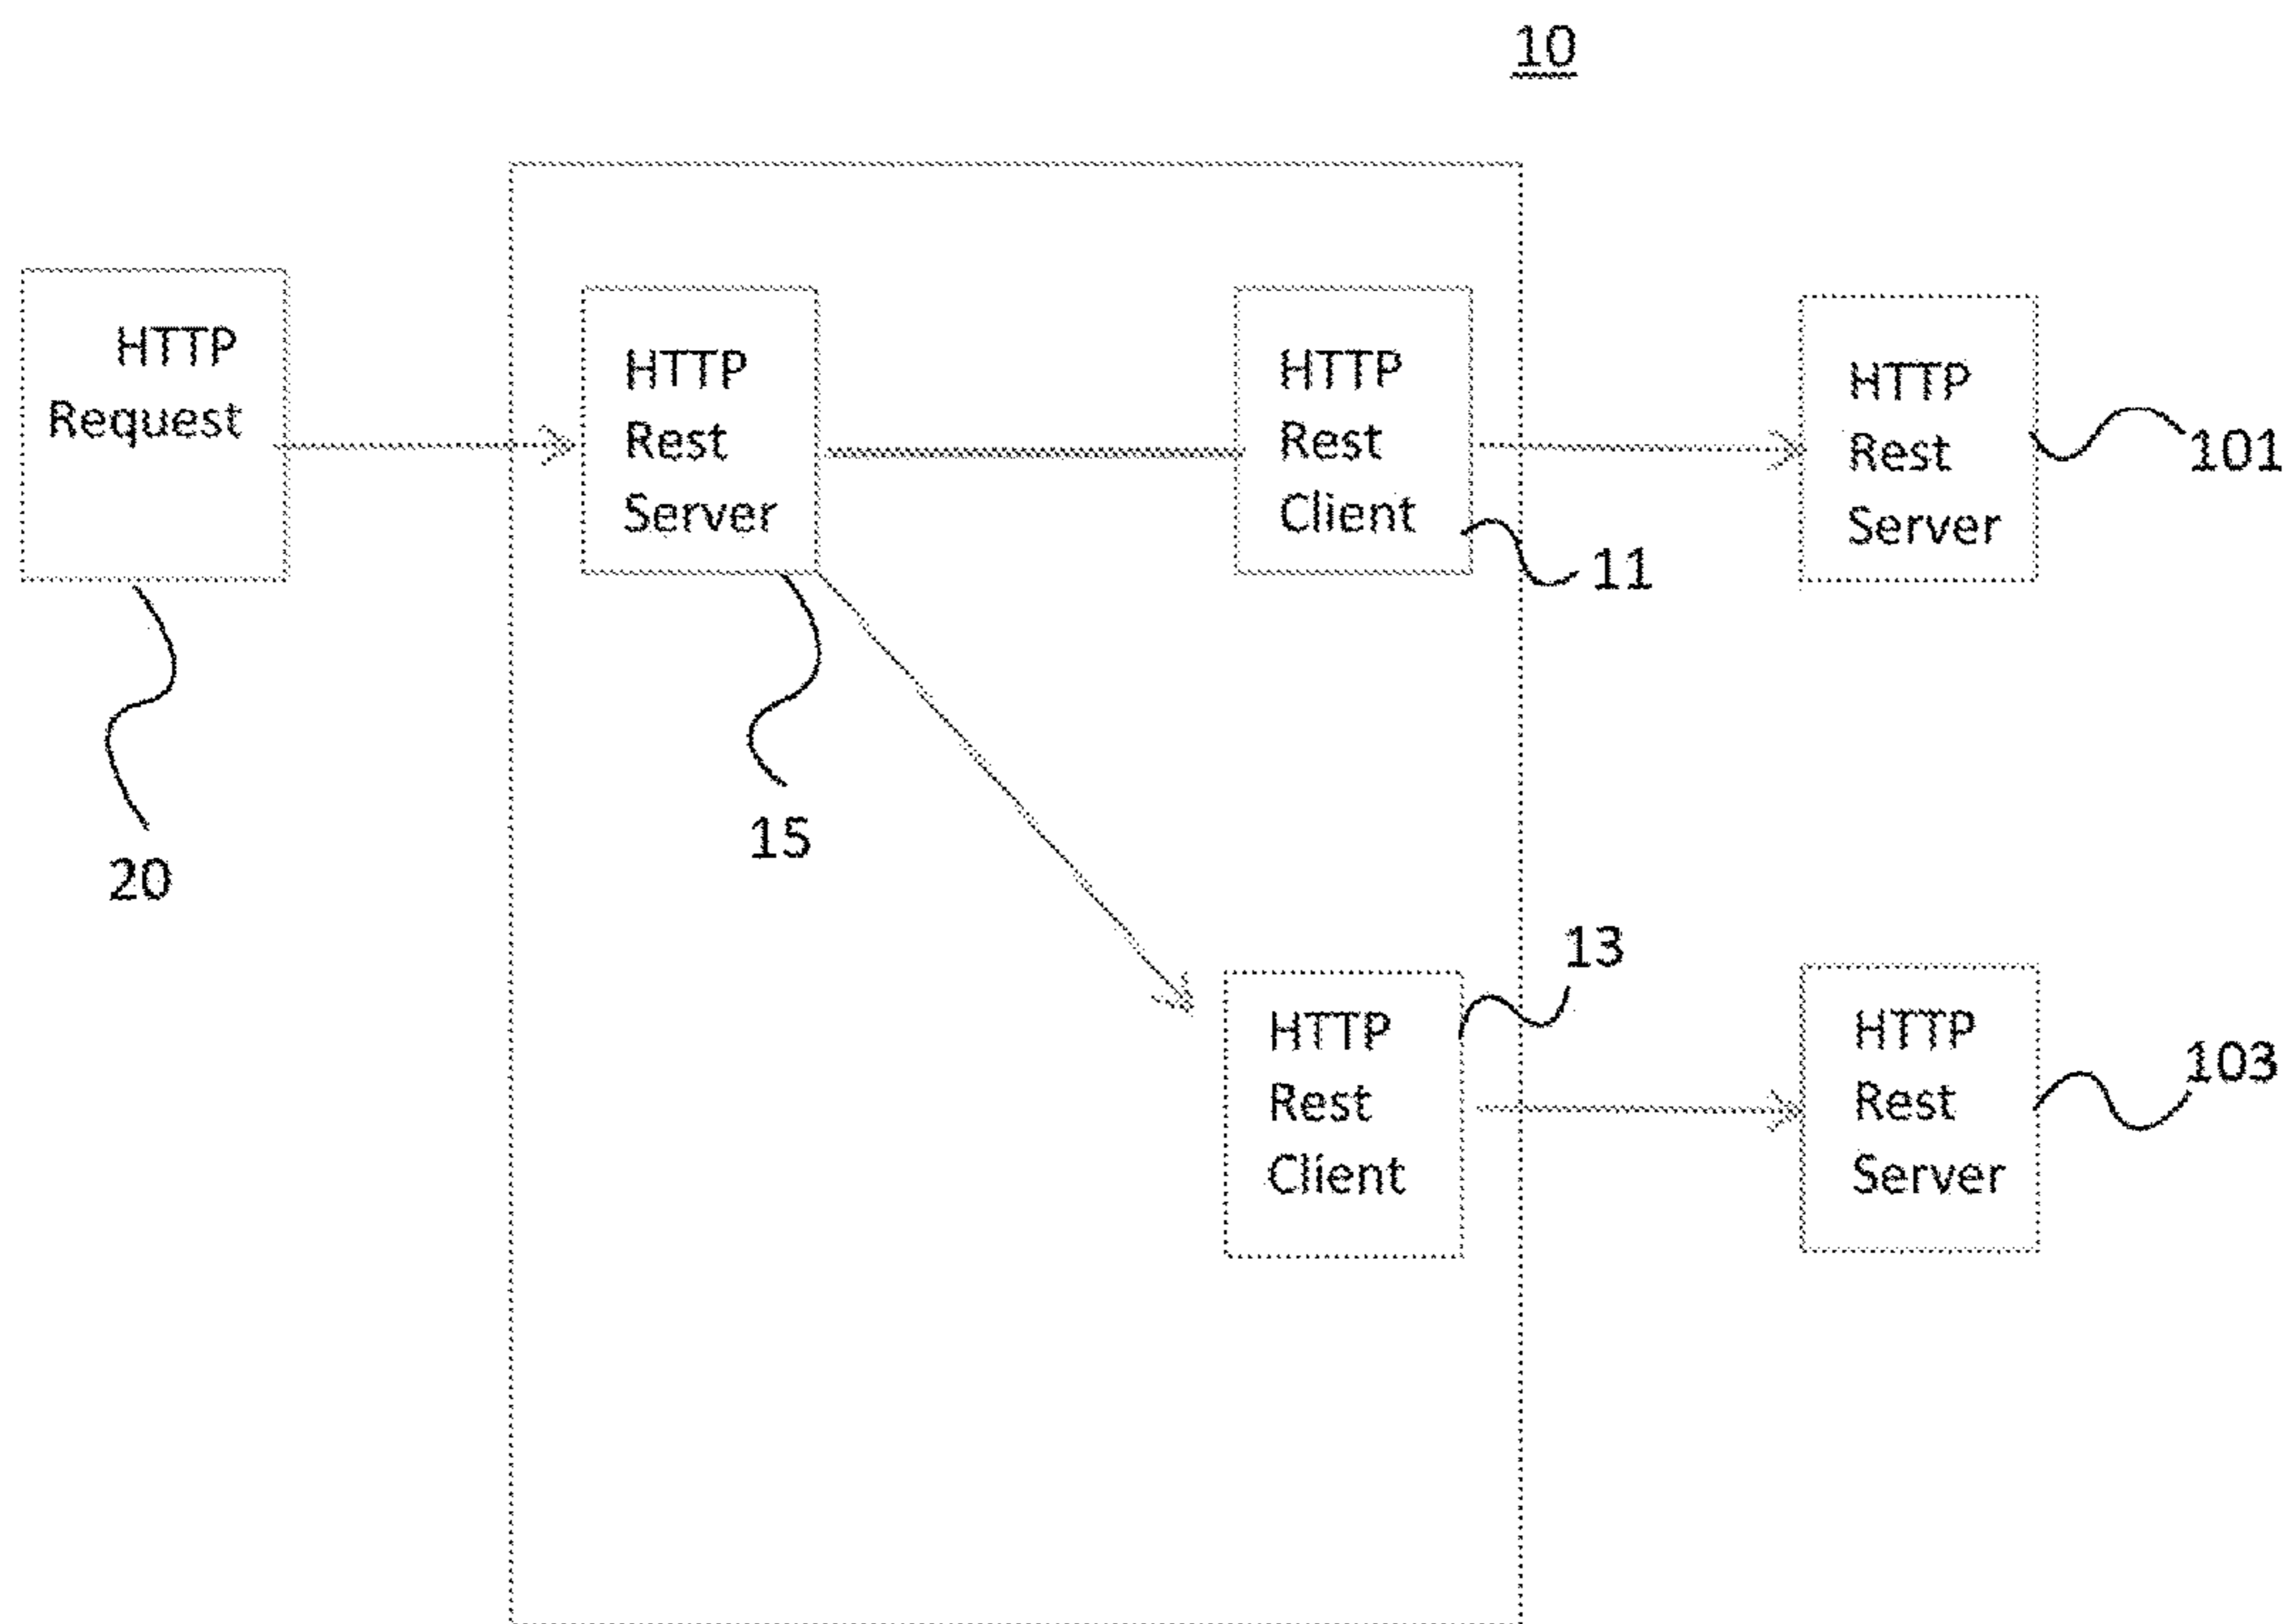 10
HTTP
Request
HTTP
Rest
Server
HTTP
Rest
Client
HTTP
Rest
Server
101
11
15
20
13
HTTP
Rest
Client
HTTP
Rest
Server
103